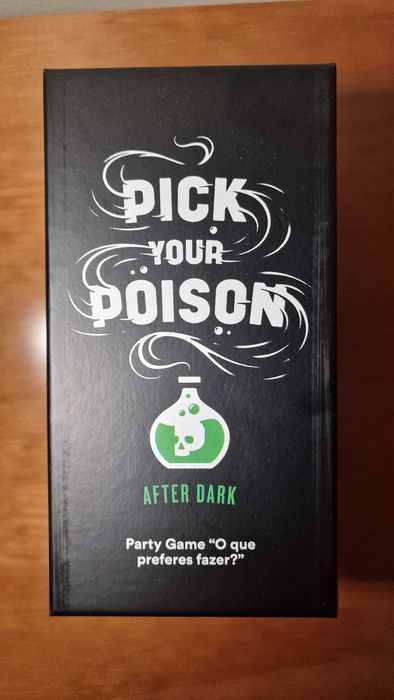 PICK
YOUR
POISON
AFTER DARK
Party Game “O que
preferes fazer?”